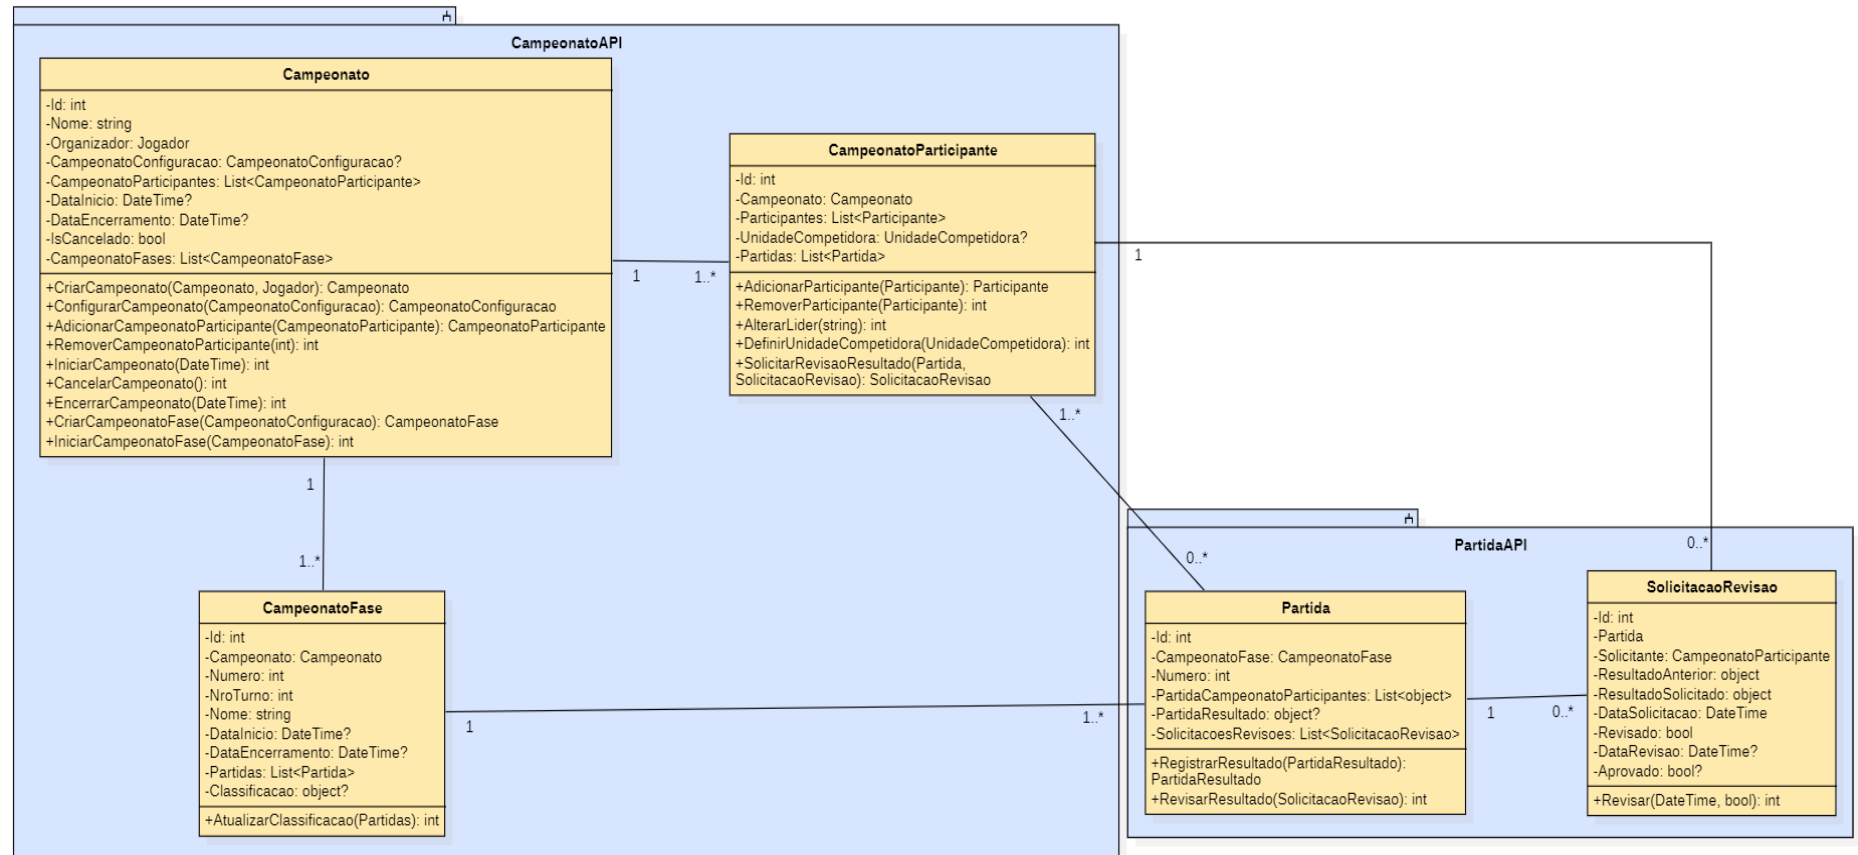 CampeonatoAPI
Campeonato
-Id: int
-Nome: string
-Organizador: Jogador
-CampeonatoConfiguracao: CampeonatoConfiguracao?
-CampeonatoParticipantes: List<CampeonatoParticipante>
-DataInicio: DateTime?
-DataEncerramento: DateTime?
-IsCancelado: bool
-CampeonatoFases: List<CampeonatoFase>
+CriarCampeonato(Campeonato, Jogador): Campeonato
+ConfigurarCampeonato(CampeonatoConfiguracao): CampeonatoConfiguracao
+AdicionarCampeonatoParticipante(CampeonatoParticipante): CampeonatoParticipante
+RemoverCampeonatoParticipante(int): int
+IniciarCampeonato(DateTime): int
+CancelarCampeonato(): int
+EncerrarCampeonato(DateTime): int
+CriarCampeonatoFase(CampeonatoConfiguracao): CampeonatoFase
+IniciarCampeonatoFase(CampeonatoFase): int
1
1..*
CampeonatoParticipante
-Id: int
-Campeonato: Campeonato
-Participantes: List<Participante>
-UnidadeCompetidora: UnidadeCompetidora?
-Partidas: List<Partida>
+AdicionarParticipante(Participante): Participante
+RemoverParticipante(Participante): int
+AlterarLider(string): int
+DefinirUnidadeCompetidora(UnidadeCompetidora): int
+SolicitarRevisaoResultado(Partida,
SolicitacaoRevisao): SolicitacaoRevisao
1
1..*
1
1..*
0..*
0..*
CampeonatoFase
-Id: int
-Campeonato: Campeonato
-Numero: int
-NroTurno: int
-Nome: string
-DataInicio: DateTime?
-DataEncerramento: DateTime?
-Partidas: List<Partida>
-Classificacao: object?
+AtualizarClassificacao(Partidas): int
1
1..*
PartidaAPI
Partida
-Id: int
-CampeonatoFase: CampeonatoFase
-Numero: int
-PartidaCampeonatoParticipantes: List<object>
-PartidaResultado: object?
-SolicitacoesRevisoes: List<SolicitacaoRevisao>
+RegistrarResultado(PartidaResultado):
PartidaResultado
+RevisarResultado(SolicitacaoRevisao): int
1
0..*
SolicitacaoRevisao
-Id: int
-Partida
-Solicitante: CampeonatoParticipante
-ResultadoAnterior: object
-ResultadoSolicitado: object
-DataSolicitacao: DateTime
-Revisado: bool
-DataRevisao: DateTime?
-Aprovado: bool?
+Revisar(DateTime, bool): int